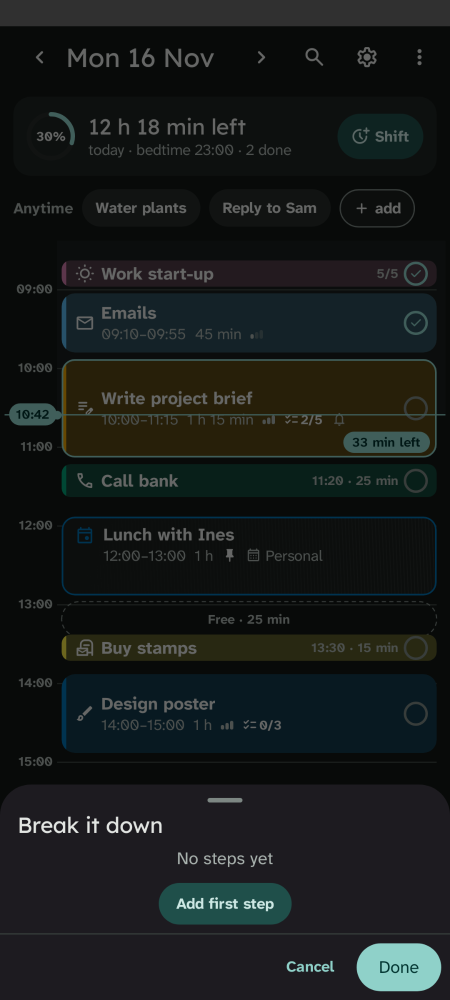 Mon 16 Nov
30%
12 h 18 min left
today · bedtime 23:00 · 2 done
Shift
Anytime
Water plants
Reply to Sam
+ add
Work start-up
5/5
09:00
Emails
09:10–09:55 45 min
10:00
Write project brief
10:42
10:00–11:15 1 h 15 min 2/5
33 min left
11:00
Call bank
11:20 · 25 min
12:00
Lunch with Ines
12:00–13:00 1 h Personal
13:00
Free · 25 min
Buy stamps
13:30 · 15 min
14:00
Design poster
14:00–15:00 1 h 0/3
15:00
Break it down
No steps yet
Add first step
Cancel
Done